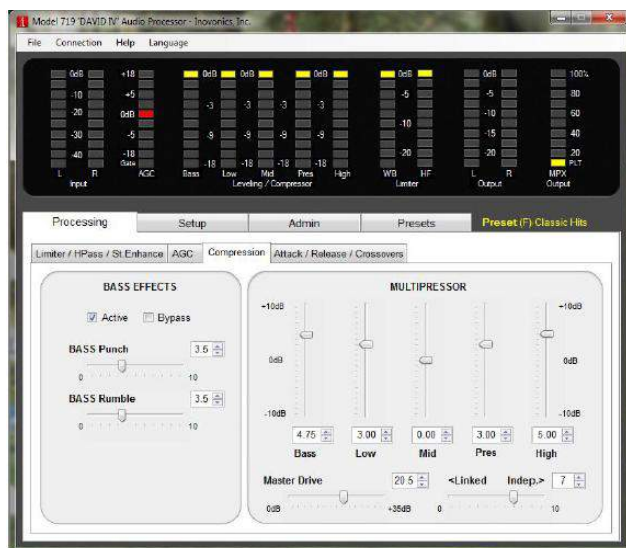 Model 719 'DAVID IV' Audio Processor - Inovonics, Inc.
File Connection Help Language
0dB +18 0dB 0dB 0dB 0dB 0dB 100%
-10 +5 -3 -3 -3 -3 -5 -5 80
-20 0dB -10 -10 60
-30 -5 -9 -9 -9 -9 -15 40
-40 -18 -18 -18 -18 -18 -20 -20 20
Gate PLT
L R AGC Bass Low Mid Pres High WB HF L R MPX
Input Leveling / Compressor Limiter Output Output
Processing Setup Admin Presets Preset (F) Classic Hits
Limiter / HPass / St.Enhance AGC Compression Attack / Release / Crossovers
BASS EFFECTS
Active Bypass
BASS Punch 3.5
0 10
BASS Rumble 3.5
0 10
MULTIPRESSOR
+10dB +10dB
0dB 0dB
-10dB -10dB
4.75 3.00 0.00 3.00 5.00
Bass Low Mid Pres High
Master Drive 20.5 <Linked Indep.> 7
0dB +35dB 0 10